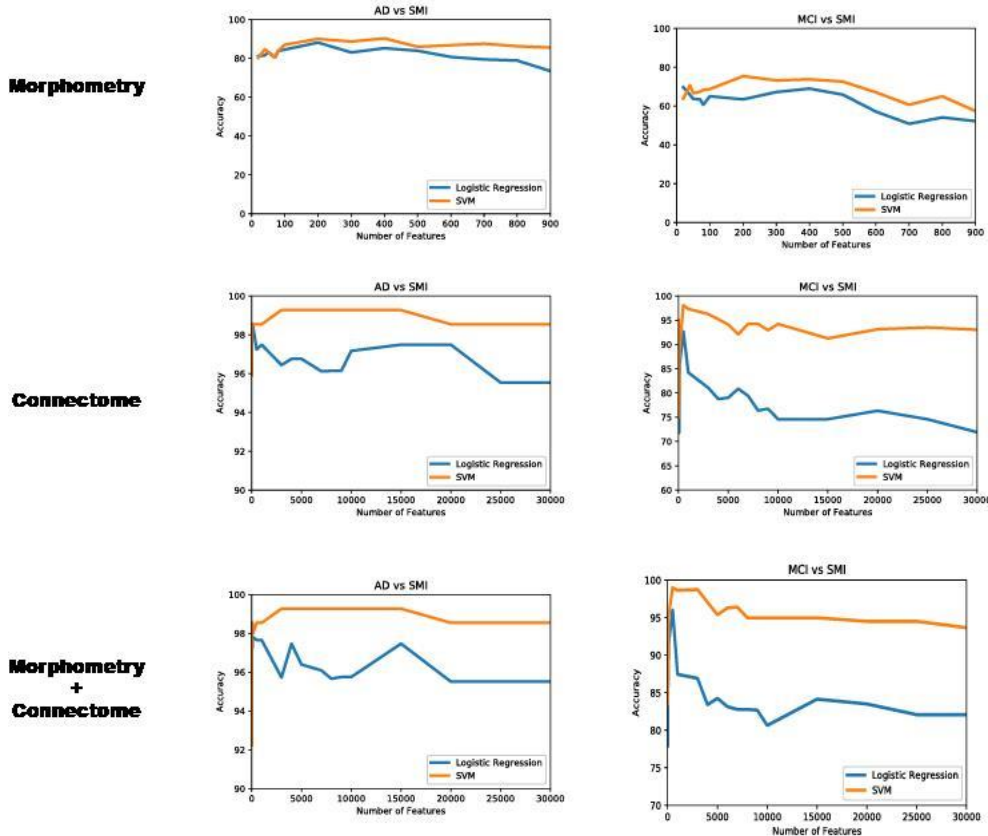 Morphometry
AD vs SMI
Accuracy
100
80
60
40
20
0
0 100 200 300 400 500 600 700 800 900
Number of Features
Logistic Regression
SVM
MCI vs SMI
Accuracy
100
80
60
40
20
0
0 100 200 300 400 500 600 700 800 900
Number of Features
Logistic Regression
SVM
Connectome
AD vs SMI
Accuracy
100
98
96
94
92
90
0 5000 10000 15000 20000 25000 30000
Number of Features
Logistic Regression
SVM
MCI vs SMI
Accuracy
100
95
90
85
80
75
70
65
60
0 5000 10000 15000 20000 25000 30000
Number of Features
Logistic Regression
SVM
Morphometry
+
Connectome
AD vs SMI
Accuracy
100
98
96
94
92
90
0 5000 10000 15000 20000 25000 30000
Number of Features
Logistic Regression
SVM
MCI vs SMI
Accuracy
100
95
90
85
80
75
70
0 5000 10000 15000 20000 25000 30000
Number of Features
Logistic Regression
SVM